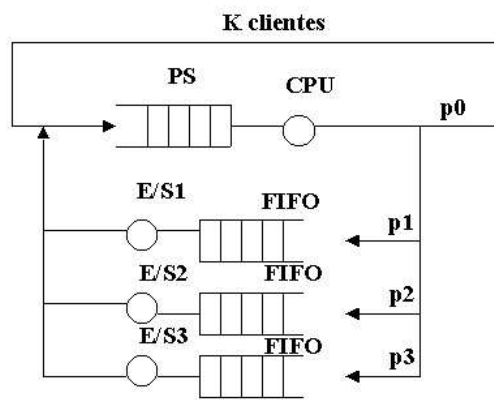 K clientes
PS
CPU
p0
E/S1
FIFO
p1
E/S2
FIFO
p2
E/S3
FIFO
p3